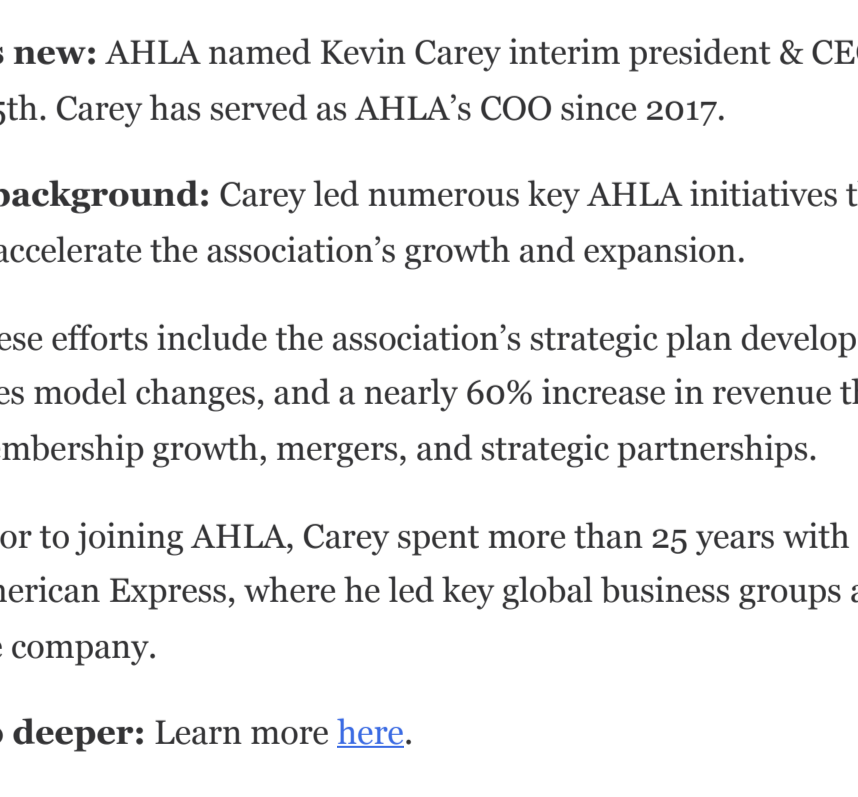 new: AHLA named Kevin Carey interim president & CE
5th. Carey has served as AHLA’s COO since 2017.
background: Carey led numerous key AHLA initiatives t
accelerate the association’s growth and expansion.
ese efforts include the association’s strategic plan develop
es model changes, and a nearly 60% increase in revenue t
mbership growth, mergers, and strategic partnerships.
or to joining AHLA, Carey spent more than 25 years with
nerican Express, where he led key global business groups a
company.
deeper: Learn more here.